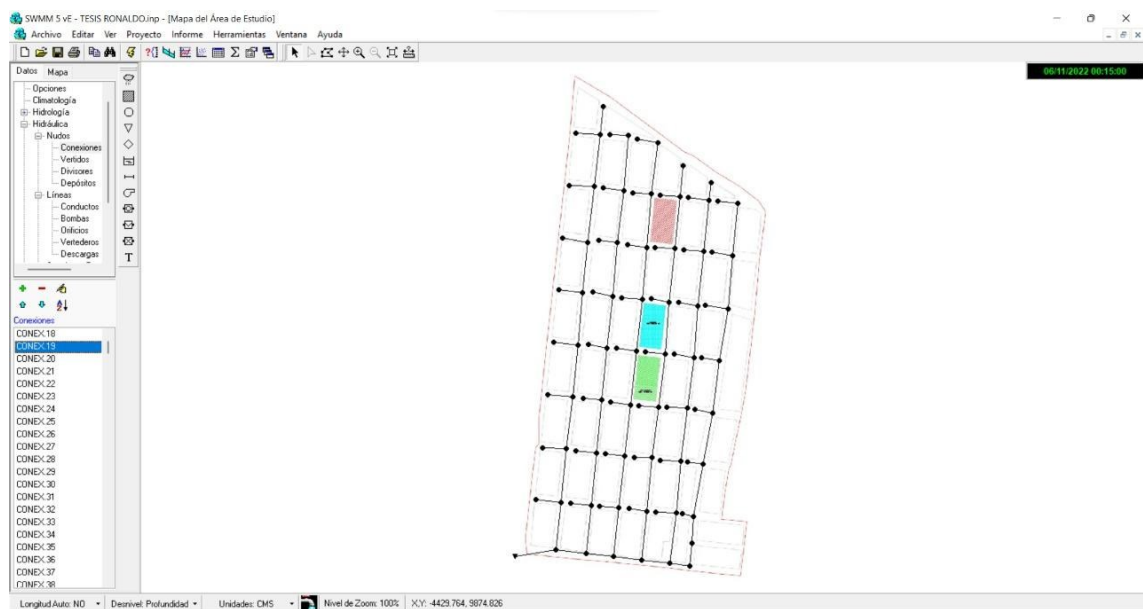 SWMM 5 vE - TESIS RONALDO.inp - [Mapa del Área de Estudio]
Archivo Editar Ver Proyecto Informe Herramientas Ventana Ayuda
Datos Mapa
Opciones
Climatología
Hidrología
Hidráulica
Nudos
Conexiones
Vertidos
Divisores
Depósitos
Líneas
Conductos
Bombas
Orificios
Vertederos
Descargas
T
06/11/2022 00:15:00
Conexiones
CONEX.18
CONEX.19
CONEX.20
CONEX.21
CONEX.22
CONEX.23
CONEX.24
CONEX.25
CONEX.26
CONEX.27
CONEX.28
CONEX.29
CONEX.30
CONEX.31
CONEX.32
CONEX.33
CONEX.34
CONEX.35
CONEX.36
CONEX.37
CONEX.38
Longitud Auto: NO Desnivel: Profundidad Unidades: CMS Nivel de Zoom: 100% X,Y: -4429.764, 9874.826